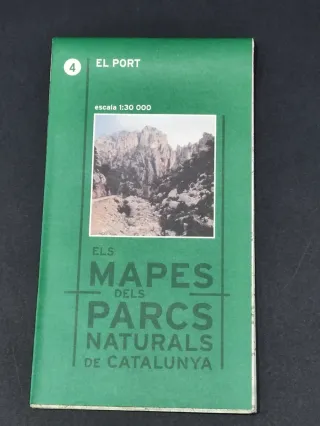 4
EL PORT
escala 1:30 000
ELS
MAPES
DELS
PARCS
NATURALS
DE CATALUNYA